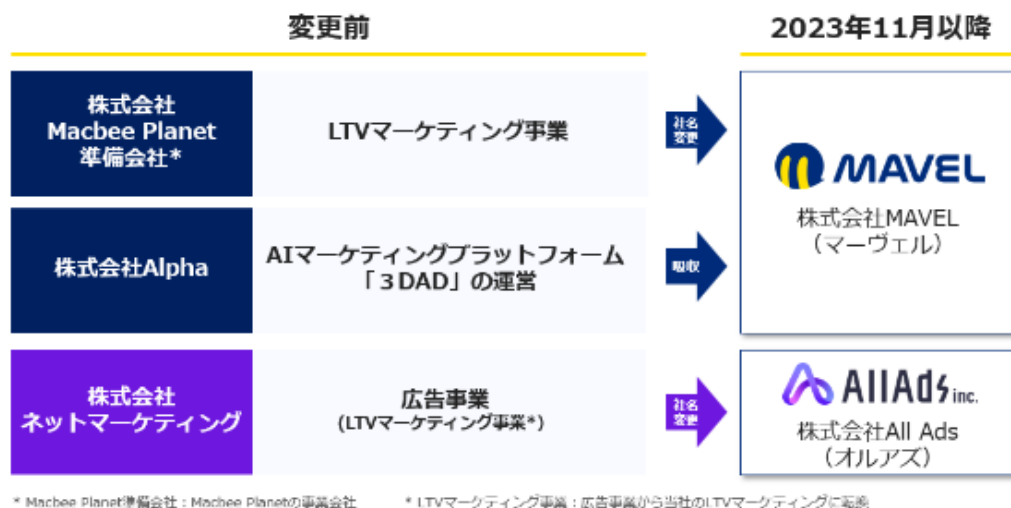 変更前
2023年11月以降
株式会社
Macbee Planet
準備会社*
LTVマーケティング事業
社名
変更
MAVEL
株式会社MAVEL
（マーヴェル）
株式会社Alpha
AIマーケティングプラットフォーム
「３DAD」の運営
吸収
株式会社
ネットマーケティング
広告事業
(LTVマーケティング事業*)
社名
変更
AllAds inc.
株式会社All Ads
（オルアズ）
* Macbee Planet準備会社：Macbee Planetの事業会社
* LTVマーケティング事業：広告事業から当社のLTVマーケティングに転換